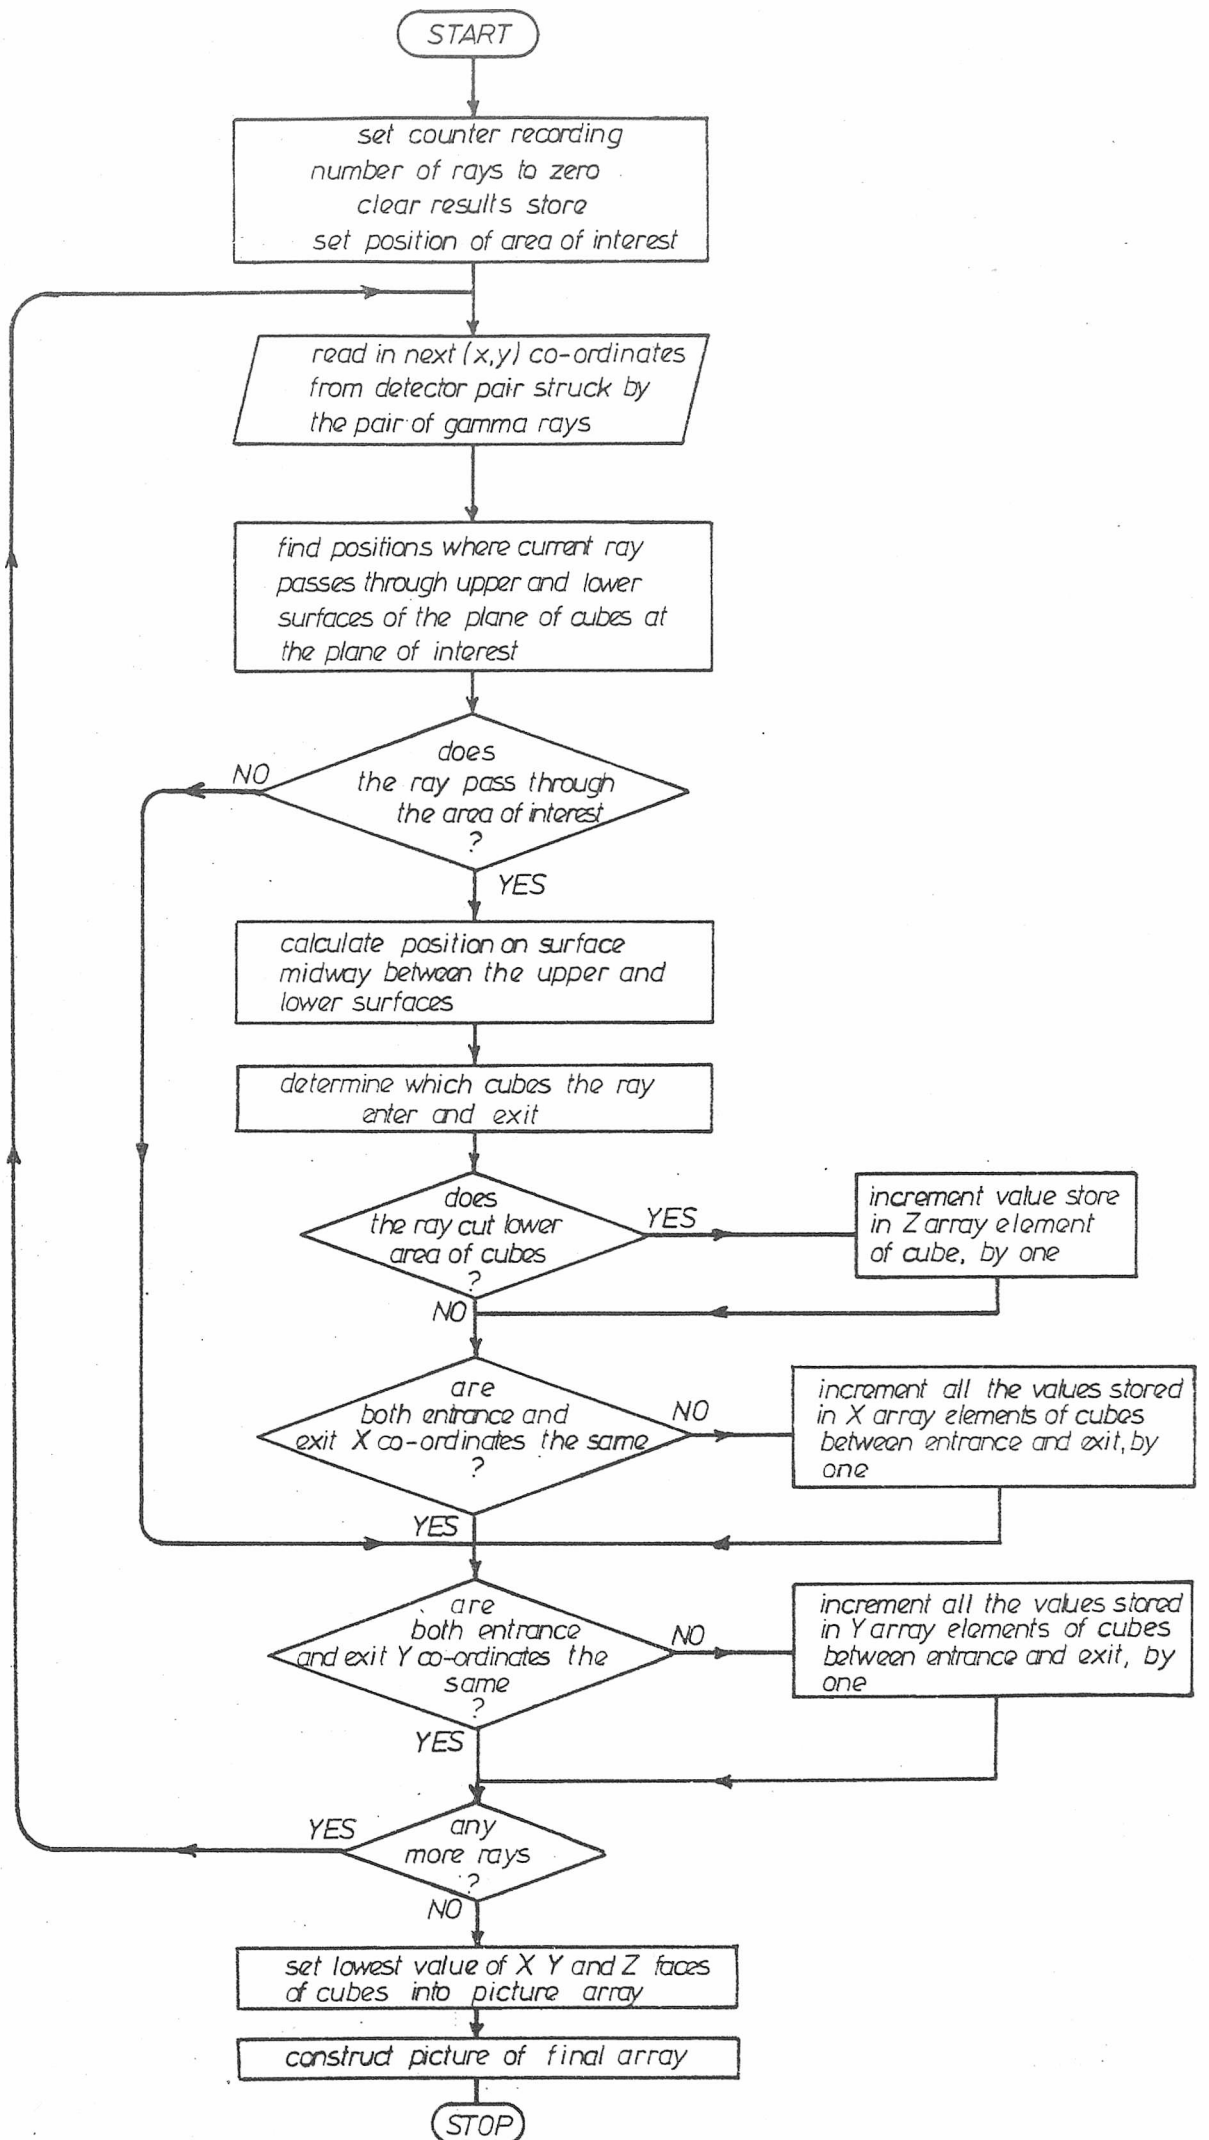 START
set counter recording
number of rays to zero
clear results store
set position of area of interest
read in next (x,y) co-ordinates
from detector pair struck by
the pair of gamma rays
find positions where current ray
passes through upper and lower
surfaces of the plane of cubes at
the plane of interest
does
the ray pass through
the area of interest
?
NO
YES
calculate position on surface
midway between the upper and
lower surfaces
determine which cubes the ray
enter and exit
does
the ray cut lower
area of cubes
?
YES
increment value store
in Z array element
of cube, by one
NO
are
both entrance and
exit X co-ordinates the same
?
NO
increment all the values stored
in X array elements of cubes
between entrance and exit, by
one
YES
are
both entrance
and exit Y co-ordinates the
same
?
NO
increment all the values stored
in Y array elements of cubes
between entrance and exit, by
one
YES
any
more rays
?
YES
NO
set lowest value of X Y and Z faces
of cubes into picture array
construct picture of final array
STOP